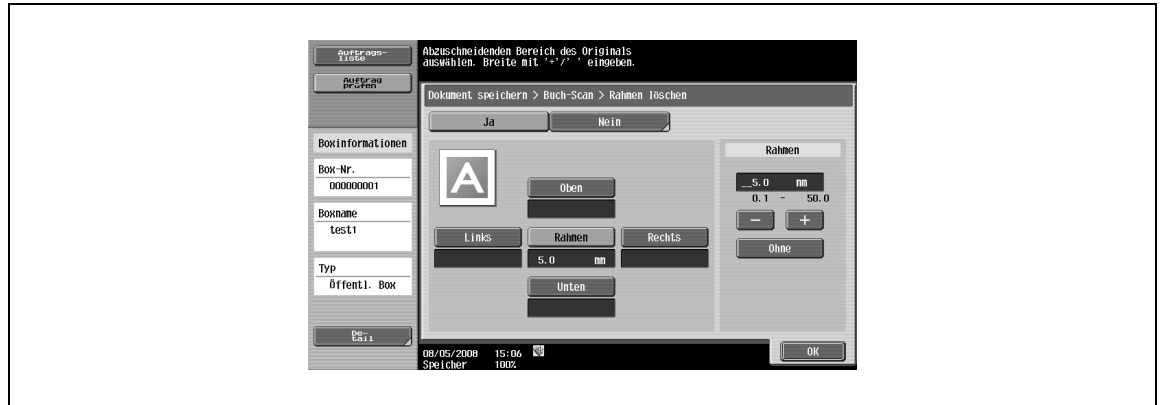 Auftrags-
liste
Auftrag
prüfen
Abzuschneidenden Bereich des Originals
auswählen. Breite mit '+'/' ' eingeben.
Dokument speichern > Buch-Scan > Rahmen löschen
Ja
Nein
Boxinformationen
Box-Nr.
000000001
Boxname
test1
Typ
Öffentl. Box
De-
tail
A
Oben
Links
Rahmen
Rechts
5.0 mm
Unten
Rahmen
__5.0 mm
0.1 - 50.0
− +
Ohne
08/05/2008 15:06
Speicher 100%
OK